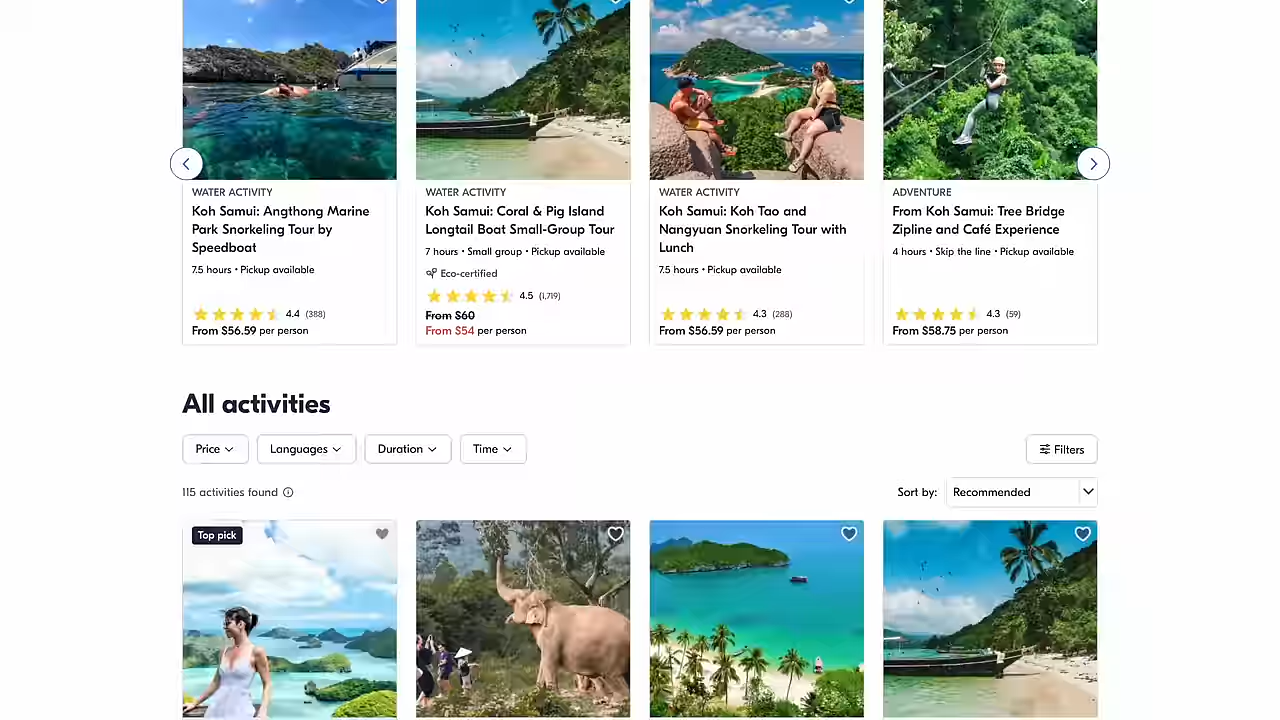 WATER ACTIVITY
Koh Samui: Angthong Marine
Park Snorkeling Tour by
Speedboat
7.5 hours • Pickup available
4.4 (388)
From $56.59 per person
WATER ACTIVITY
Koh Samui: Coral & Pig Island
Longtail Boat Small-Group Tour
7 hours • Small group • Pickup available
Eco-certified
4.5 (1,719)
From $60
From $54 per person
WATER ACTIVITY
Koh Samui: Koh Tao and
Nangyuan Snorkeling Tour with
Lunch
7.5 hours • Pickup available
4.3 (288)
From $56.59 per person
ADVENTURE
From Koh Samui: Tree Bridge
Zipline and Café Experience
4 hours • Skip the line • Pickup available
4.3 (59)
From $58.75 per person
All activities
Price
Languages
Duration
Time
Filters
115 activities found
Sort by:
Recommended
Top pick